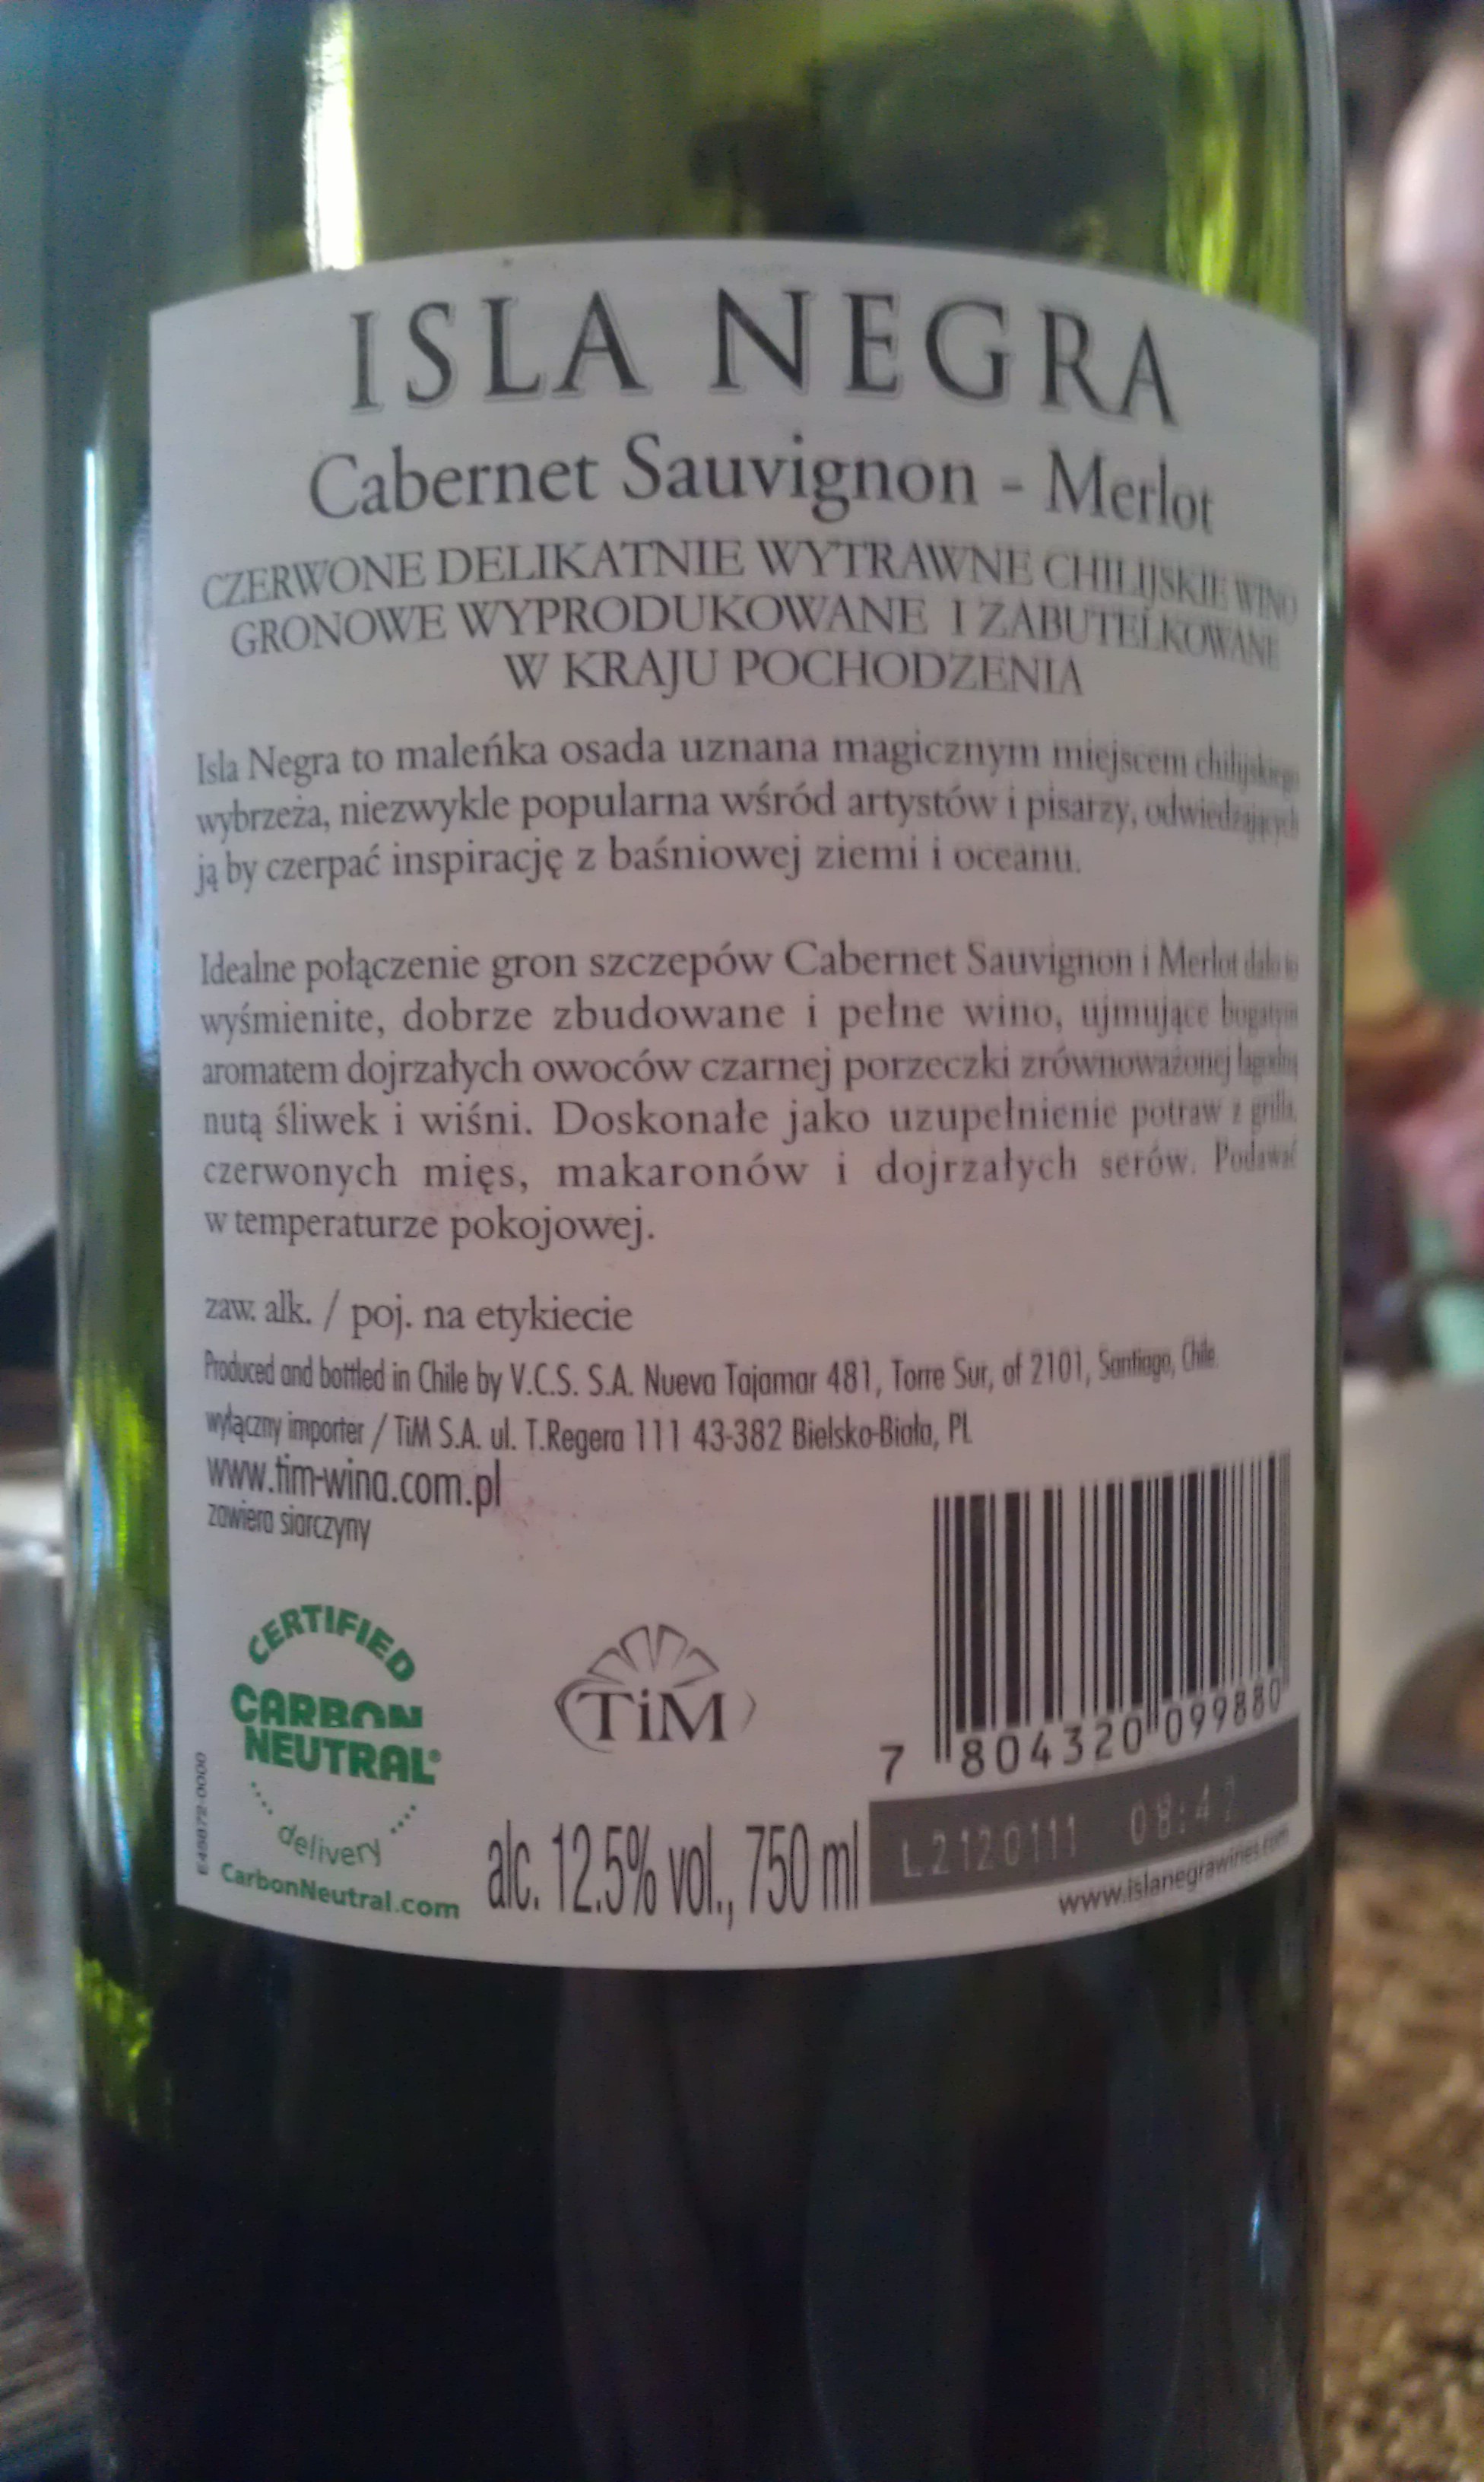 ISLA NEGRA
Cabernet Sauvignon - Merlot
CZERWONE DELIKATNIE WYTRAWNE CHILIJSKIE WINO
GRONOWE WYPRODUKOWANE I ZABUTELKOWANE
W KRAJU POCHODZENIA
Isla Negra to maleńka osada uznana magicznym miejscem chilijskiego
wybrzeża, niezwykle popularna wśród artystów i pisarzy, odwiedzających
ją by czerpać inspirację z baśniowej ziemi i oceanu.
Idealne połączenie gron szczepów Cabernet Sauvignon i Merlot dało to
wyśmienite, dobrze zbudowane i pełne wino, ujmujące bogatym
aromatem dojrzałych owoców czarnej porzeczki zrównoważonej łagodną
nutą śliwek i wiśni. Doskonałe jako uzupełnienie potraw z grilla,
czerwonych mięs, makaronów i dojrzałych serów. Podawać
w temperaturze pokojowej.
zaw. alk. / poj. na etykiecie
Produced and bottled in Chile by V.C.S. S.A. Nueva Tajamar 481, Torre Sur, of 2101, Santiago, Chile.
wyłączny importer / TiM S.A. ul. T.Regera 111 43-382 Bielsko-Biała, PL
www.tim-wina.com.pl
zawiera siarczyny
CERTIFIED
CARBON
NEUTRAL®
delivery
CarbonNeutral.com
E45872-0000
TiM
alc. 12.5% vol., 750 ml
7 804320 099880
L2120111
www.islanegrawines.com